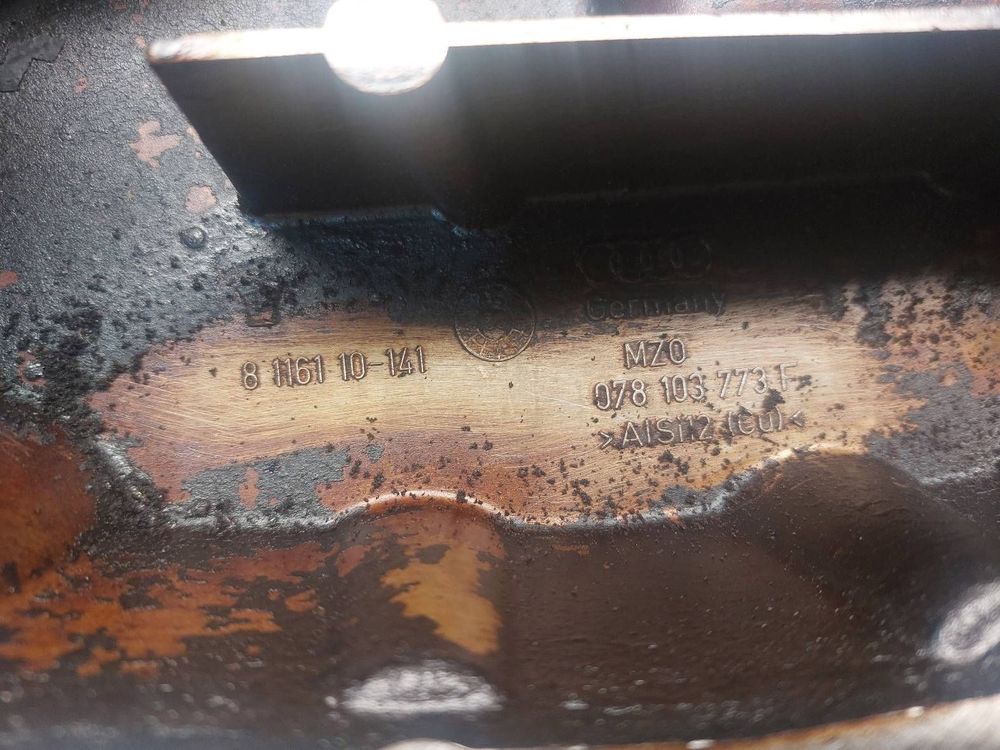 Germany
8 1161 10-141
MZO
078 103 773 F
>AlSi12 (Cu)<